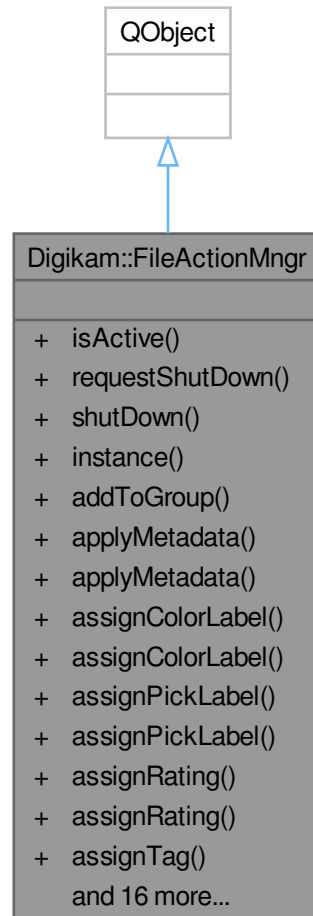 QObject
Digikam::FileActionMngr
+ isActive()
+ requestShutDown()
+ shutDown()
+ instance()
+ addToGroup()
+ applyMetadata()
+ applyMetadata()
+ assignColorLabel()
+ assignColorLabel()
+ assignPickLabel()
+ assignPickLabel()
+ assignRating()
+ assignRating()
+ assignTag()
and 16 more...